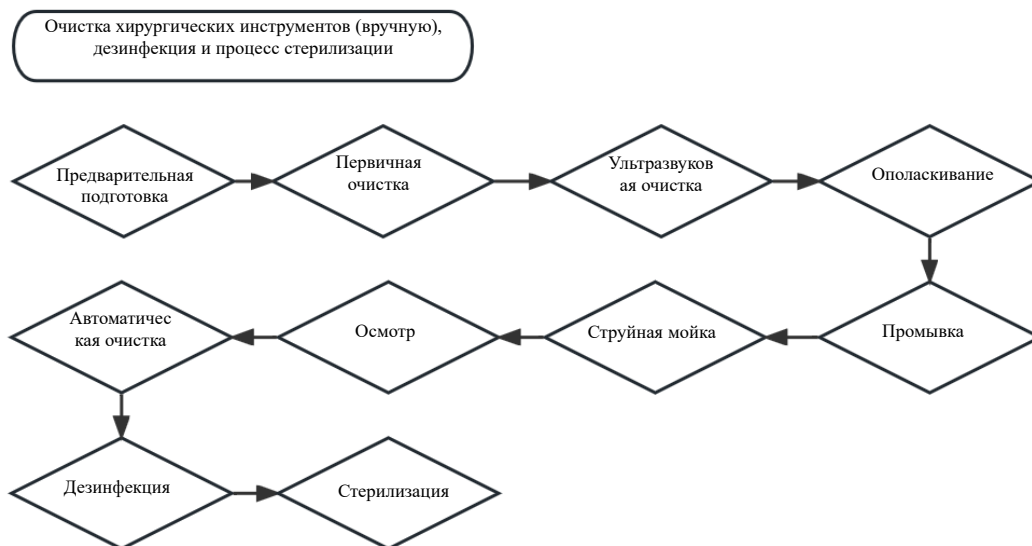 Очистка хирургических инструментов (вручную),
дезинфекция и процесс стерилизации
Предварительная
подготовка
Первичная
очистка
Ультразвуков
ая очистка
Ополаскивание
Автоматичес
кая очистка
Осмотр
Струйная мойка
Промывка
Дезинфекция
Стерилизация